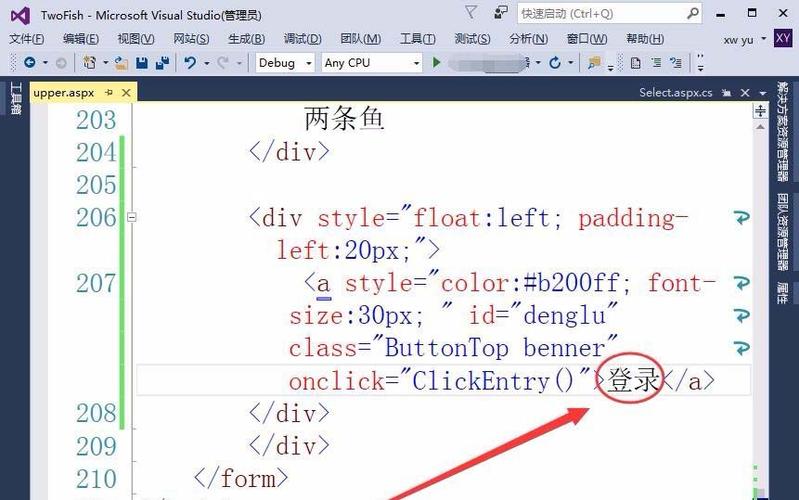 TwoFish - Microsoft Visual Studio(管理员)
快速启动 (Ctrl+Q)
文件(F) 编辑(E) 视图(V) 网站(S) 生成(B) 调试(D) 团队(M) 工具(T) 测试(S) 分析(N) 窗口(W) 帮助(H) xw yu XY
Debug Any CPU
工具箱
upper.aspx
Select.aspx.cs
203 两条鱼
204 </div>
205
206 <div style="float:left; padding-
left:20px;">
207 <a style="color:#b200ff; font-
size:30px; " id="denglu"
class="ButtonTop benner"
onclick="ClickEntry()">登录</a>
208 </div>
209 </div>
210 </form>
解决方案资源管理器
团队资源管理器
属性